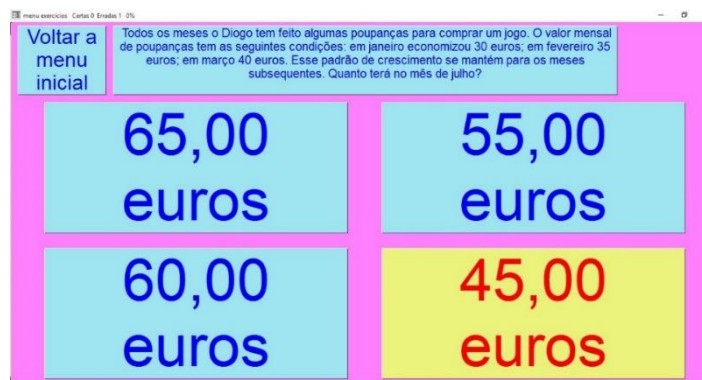 menu exercicios Certas 0 Erradas 1 0%
Voltar a
menu
inicial
Todos os meses o Diogo tem feito algumas poupanças para comprar um jogo. O valor mensal
de poupanças tem as seguintes condições: em janeiro economizou 30 euros; em fevereiro 35
euros; em março 40 euros. Esse padrão de crescimento se mantém para os meses
subsequentes. Quanto terá no mês de julho?
65,00
euros
55,00
euros
60,00
euros
45,00
euros